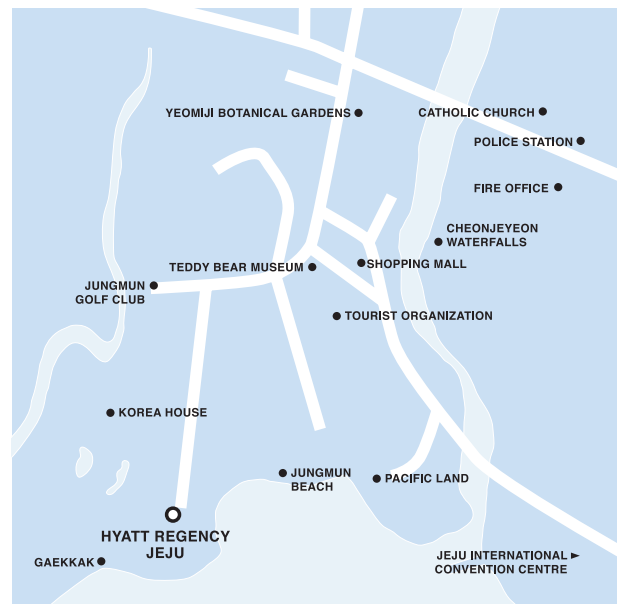 YEOMIJI BOTANICAL GARDENS
CATHOLIC CHURCH
POLICE STATION
FIRE OFFICE
CHEONJEYEON
WATERFALLS
TEDDY BEAR MUSEUM
SHOPPING MALL
JUNGMUN
GOLF CLUB
TOURIST ORGANIZATION
KOREA HOUSE
JUNGMUN
BEACH
PACIFIC LAND
HYATT REGENCY
JEJU
GAEKKAK
JEJU INTERNATIONAL
CONVENTION CENTRE